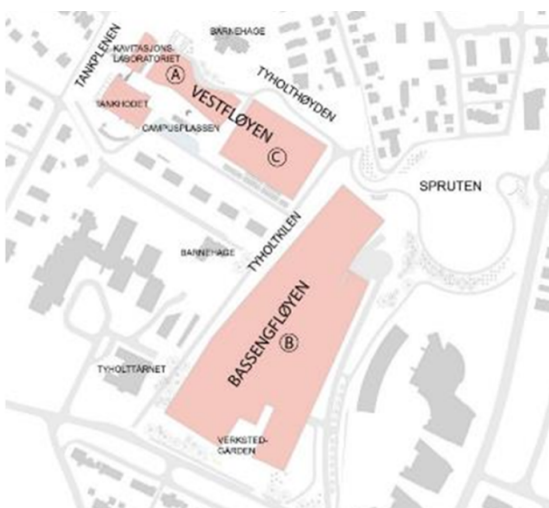 BARNEHAGE
TANKPLENEN
KAVITASJONS-
LABORATORIET
A
TYHOLTHØYDEN
VESTFLØYEN
TANKHODET
CAMPUSPLASSEN
C
SPRUTEN
BARNEHAGE
TYHOLTKILEN
BASSENGFLØYEN
B
TYHOLTTÅRNET
VERKSTED-
GÅRDEN